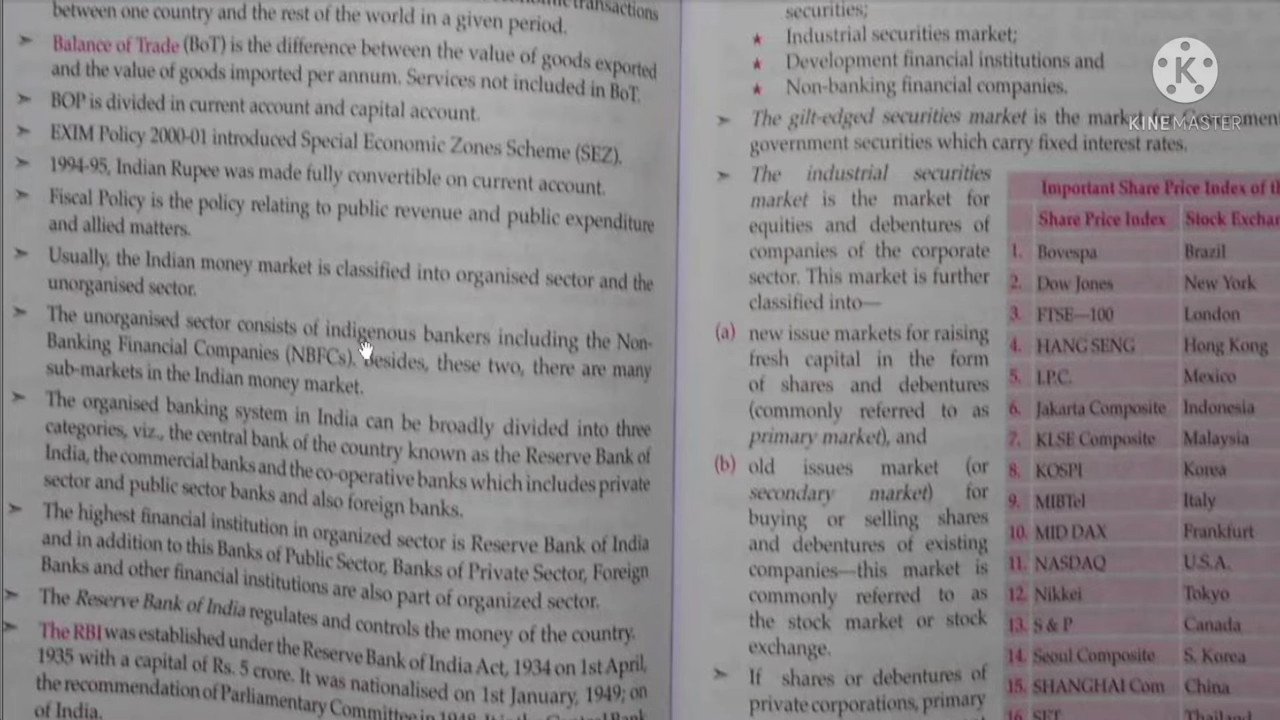 transactions
between one country and the rest of the world in a given period.
➤ Balance of Trade (BoT) is the difference between the value of goods exported
and the value of goods imported per annum. Services not included in BoT.
➤ BOP is divided in current account and capital account.
➤ EXIM Policy 2000-01 introduced Special Economic Zones Scheme (SEZ).
➤ 1994-95, Indian Rupee was made fully convertible on current account.
➤ Fiscal Policy is the policy relating to public revenue and public expenditure
and allied matters.
➤ Usually, the Indian money market is classified into organised sector and the
unorganised sector.
➤ The unorganised sector consists of indigenous bankers including the Non-
Banking Financial Companies (NBFCs). Besides, these two, there are many
sub-markets in the Indian money market.
➤ The organised banking system in India can be broadly divided into three
categories, viz., the central bank of the country known as the Reserve Bank of
India, the commercial banks and the co-operative banks which includes private
sector and public sector banks and also foreign banks.
➤ The highest financial institution in organized sector is Reserve Bank of India
and in addition to this Banks of Public Sector, Banks of Private Sector, Foreign
Banks and other financial institutions are also part of organized sector.
➤ The Reserve Bank of India regulates and controls the money of the country.
➤ The RBI was established under the Reserve Bank of India Act, 1934 on 1st April,
1935 with a capital of Rs. 5 crore. It was nationalised on 1st January, 1949; on
the recommendation of Parliamentary Committee in 1948. Bank
of India.
securities;
★ Industrial securities market;
★ Development financial institutions and
★ Non-banking financial companies.
➤ The gilt-edged securities market is the
government securities which carry fixed interest rates.
➤ The industrial securities
market is the market for
equities and debentures of
companies of the corporate
sector. This market is further
classified into—
(a) new issue markets for raising
fresh capital in the form
of shares and debentures
(commonly referred to as
primary market), and
(b) old issues market (or
secondary market) for
buying or selling shares
and debentures of existing
companies—this market is
commonly referred to as
the stock market or stock
exchange.
➤ If shares or debentures of
private corporations, primary
Important Share Price Index of
Share Price Index Stock
1. Bovespa Brazil
2. Dow Jones New York
3. FTSE—100 London
4. HANG SENG Hong Kong
5. I.P.C. Mexico
6. Jakarta Composite Indonesia
7. KLSE Composite Malaysia
8. KOSPI Korea
9. MIBTel Italy
10. MID DAX Frankfurt
11. NASDAQ U.S.A.
12. Nikkei Tokyo
13. S & P Canada
14. Seoul Composite S. Korea
15. SHANGHAI Com China
16. SET Thailand
K
KINEMASTER